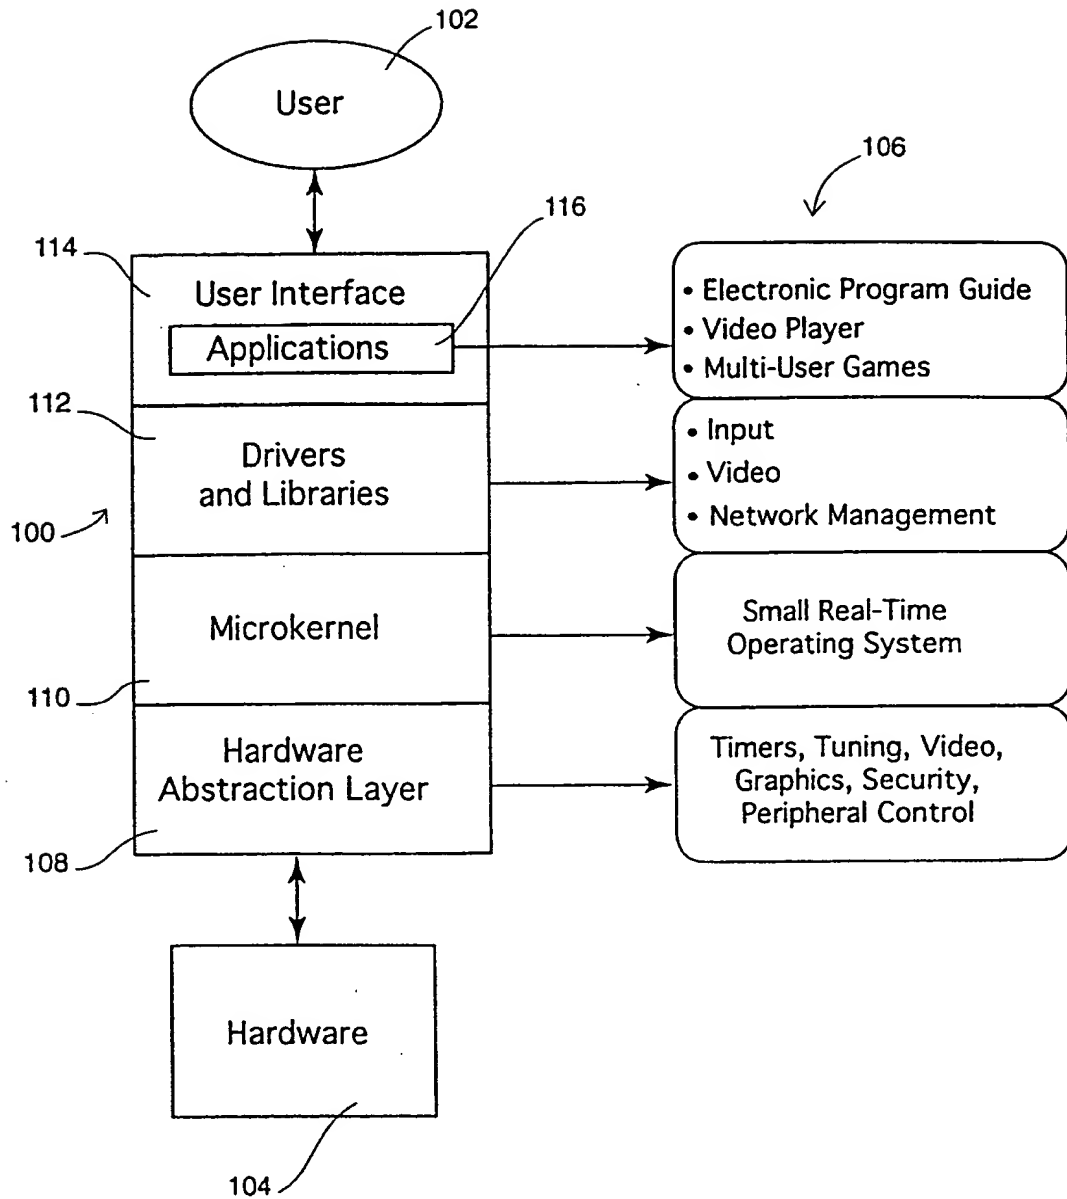 102
User
106
116
114
User Interface
Applications
• Electronic Program Guide
• Video Player
• Multi-User Games
112
Drivers
and Libraries
• Input
• Video
• Network Management
100
Microkernel
Small Real-Time
Operating System
110
Hardware
Abstraction Layer
Timers, Tuning, Video,
Graphics, Security,
Peripheral Control
108
Hardware
104